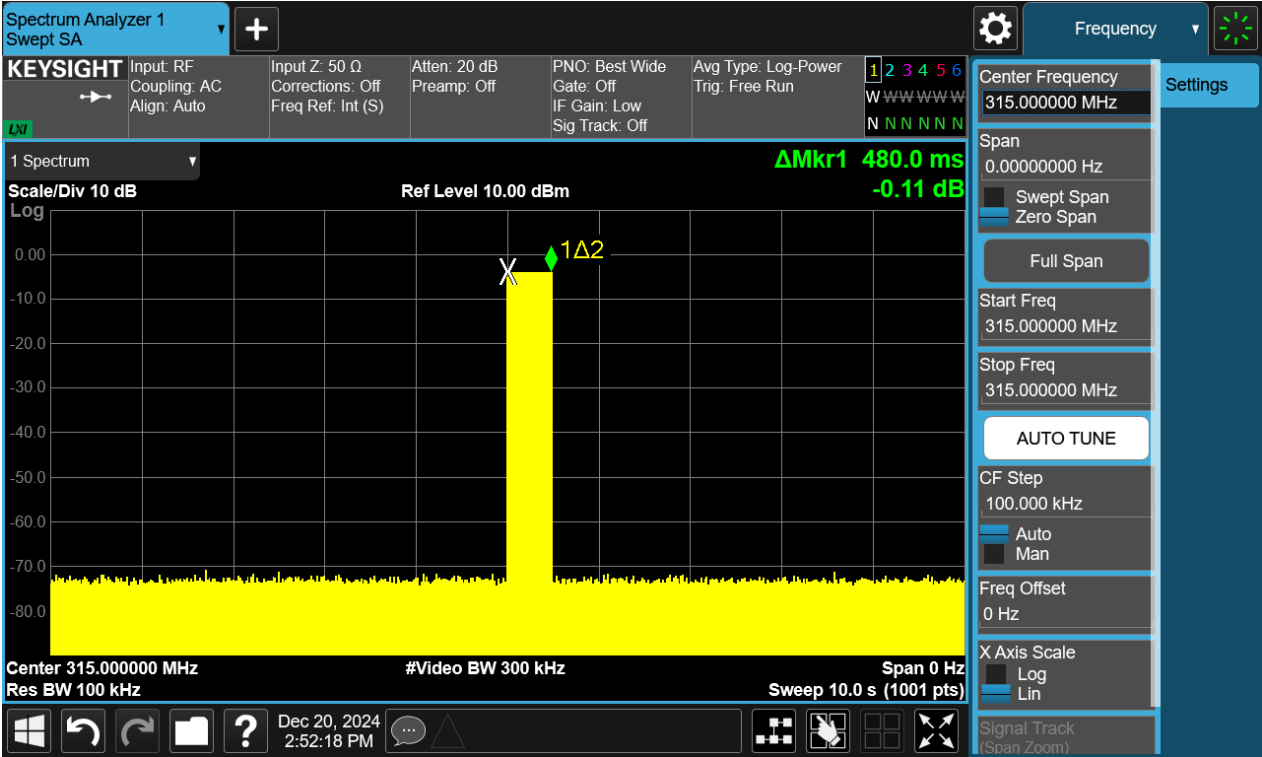 Spectrum Analyzer 1
Swept SA
+
Frequency
KEYSIGHT
LXI
Input: RF
Coupling: AC
Align: Auto
Input Z: 50 Ω
Corrections: Off
Freq Ref: Int (S)
Atten: 20 dB
Preamp: Off
PNO: Best Wide
Gate: Off
IF Gain: Low
Sig Track: Off
Avg Type: Log-Power
Trig: Free Run
1 2 3 4 5 6
W W W W W W
N N N N N N
1 Spectrum
ΔMkr1 480.0 ms
-0.11 dB
Scale/Div 10 dB
Ref Level 10.00 dBm
Log
0.00
-10.0
-20.0
-30.0
-40.0
-50.0
-60.0
-70.0
-80.0
X
1Δ2
Center 315.000000 MHz
#Video BW 300 kHz
Span 0 Hz
Res BW 100 kHz
Sweep 10.0 s (1001 pts)
Center Frequency
315.000000 MHz
Settings
Span
0.00000000 Hz
Swept Span
Zero Span
Full Span
Start Freq
315.000000 MHz
Stop Freq
315.000000 MHz
AUTO TUNE
CF Step
100.000 kHz
Auto
Man
Freq Offset
0 Hz
X Axis Scale
Log
Lin
Signal Track
(Span Zoom)
?
Dec 20, 2024
2:52:18 PM